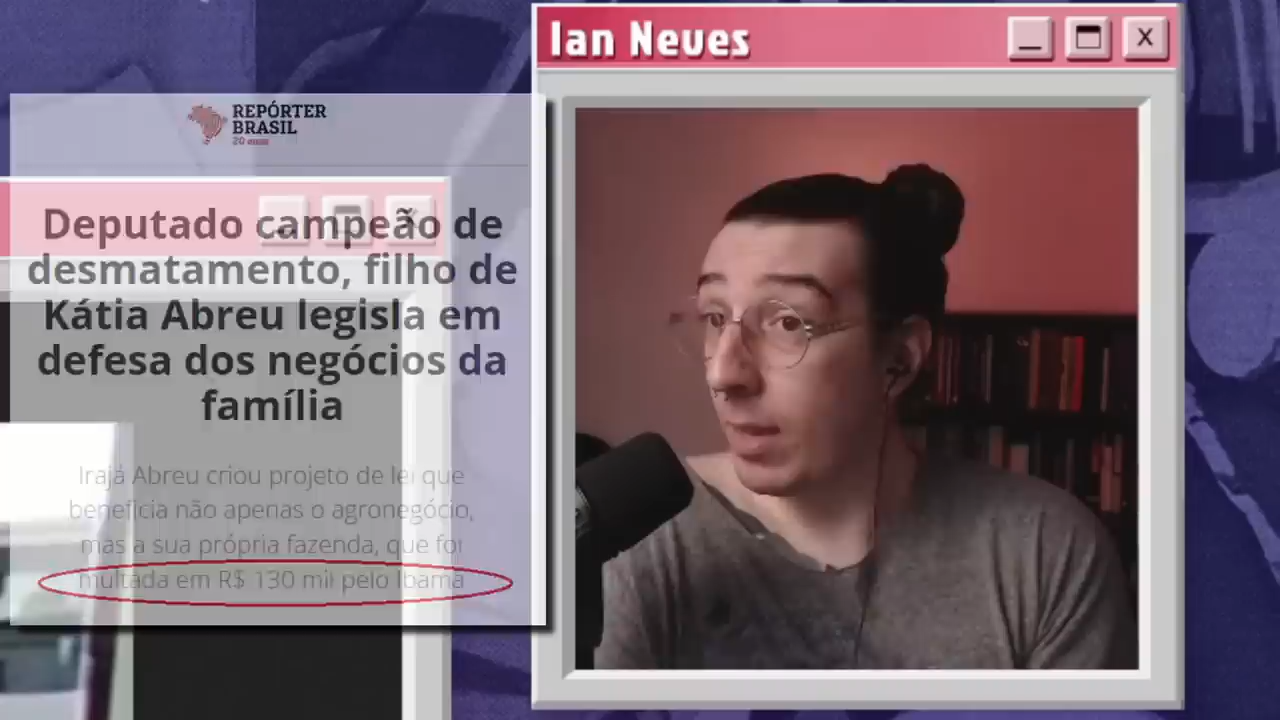 Ian Neves
REPÓRTER
BRASIL
20 anos
Deputado campeão de
desmatamento, filho de
Kátia Abreu legisla em
defesa dos negócios da
família
Irajá Abreu criou projeto de lei que
beneficia não apenas o agronegócio,
mas a sua própria fazenda, que foi
multada em R$ 130 mil pelo Ibama